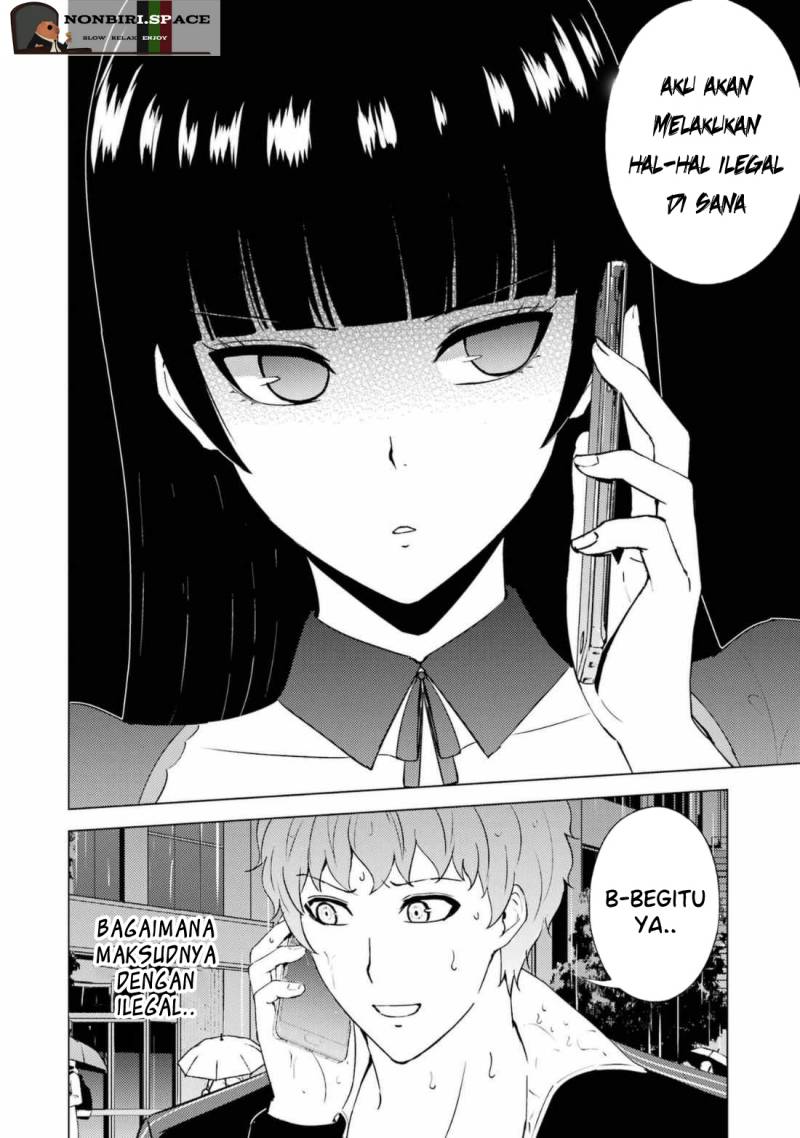 NONBIRI.SPACE
SLOW RELAX ENJOY
AKU AKAN
MELAKUKAN
HAL-HAL ILEGAL
DI SANA
B-BEGITU
YA..
BAGAIMANA
MAKSUDNYA
DENGAN
ILEGAL..